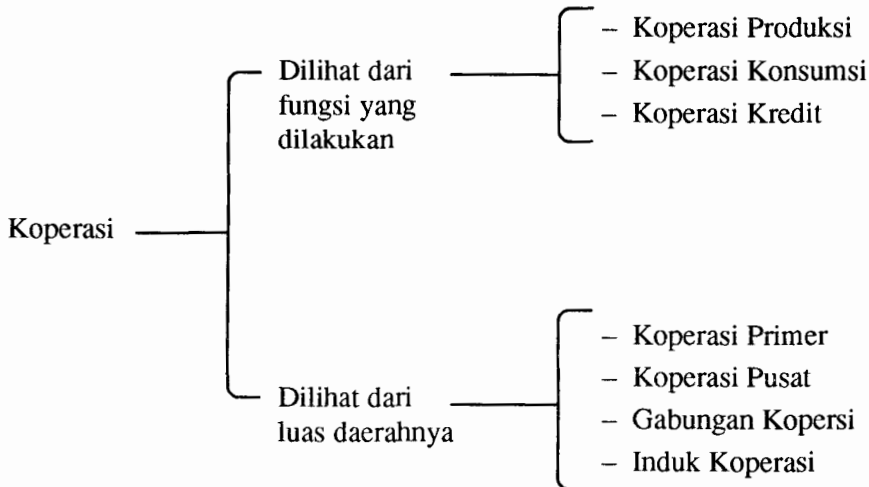 Koperasi
Dilihat dari
fungsi yang
dilakukan
– Koperasi Produksi
– Koperasi Konsumsi
– Koperasi Kredit
Dilihat dari
luas daerahnya
– Koperasi Primer
– Koperasi Pusat
– Gabungan Kopersi
– Induk Koperasi